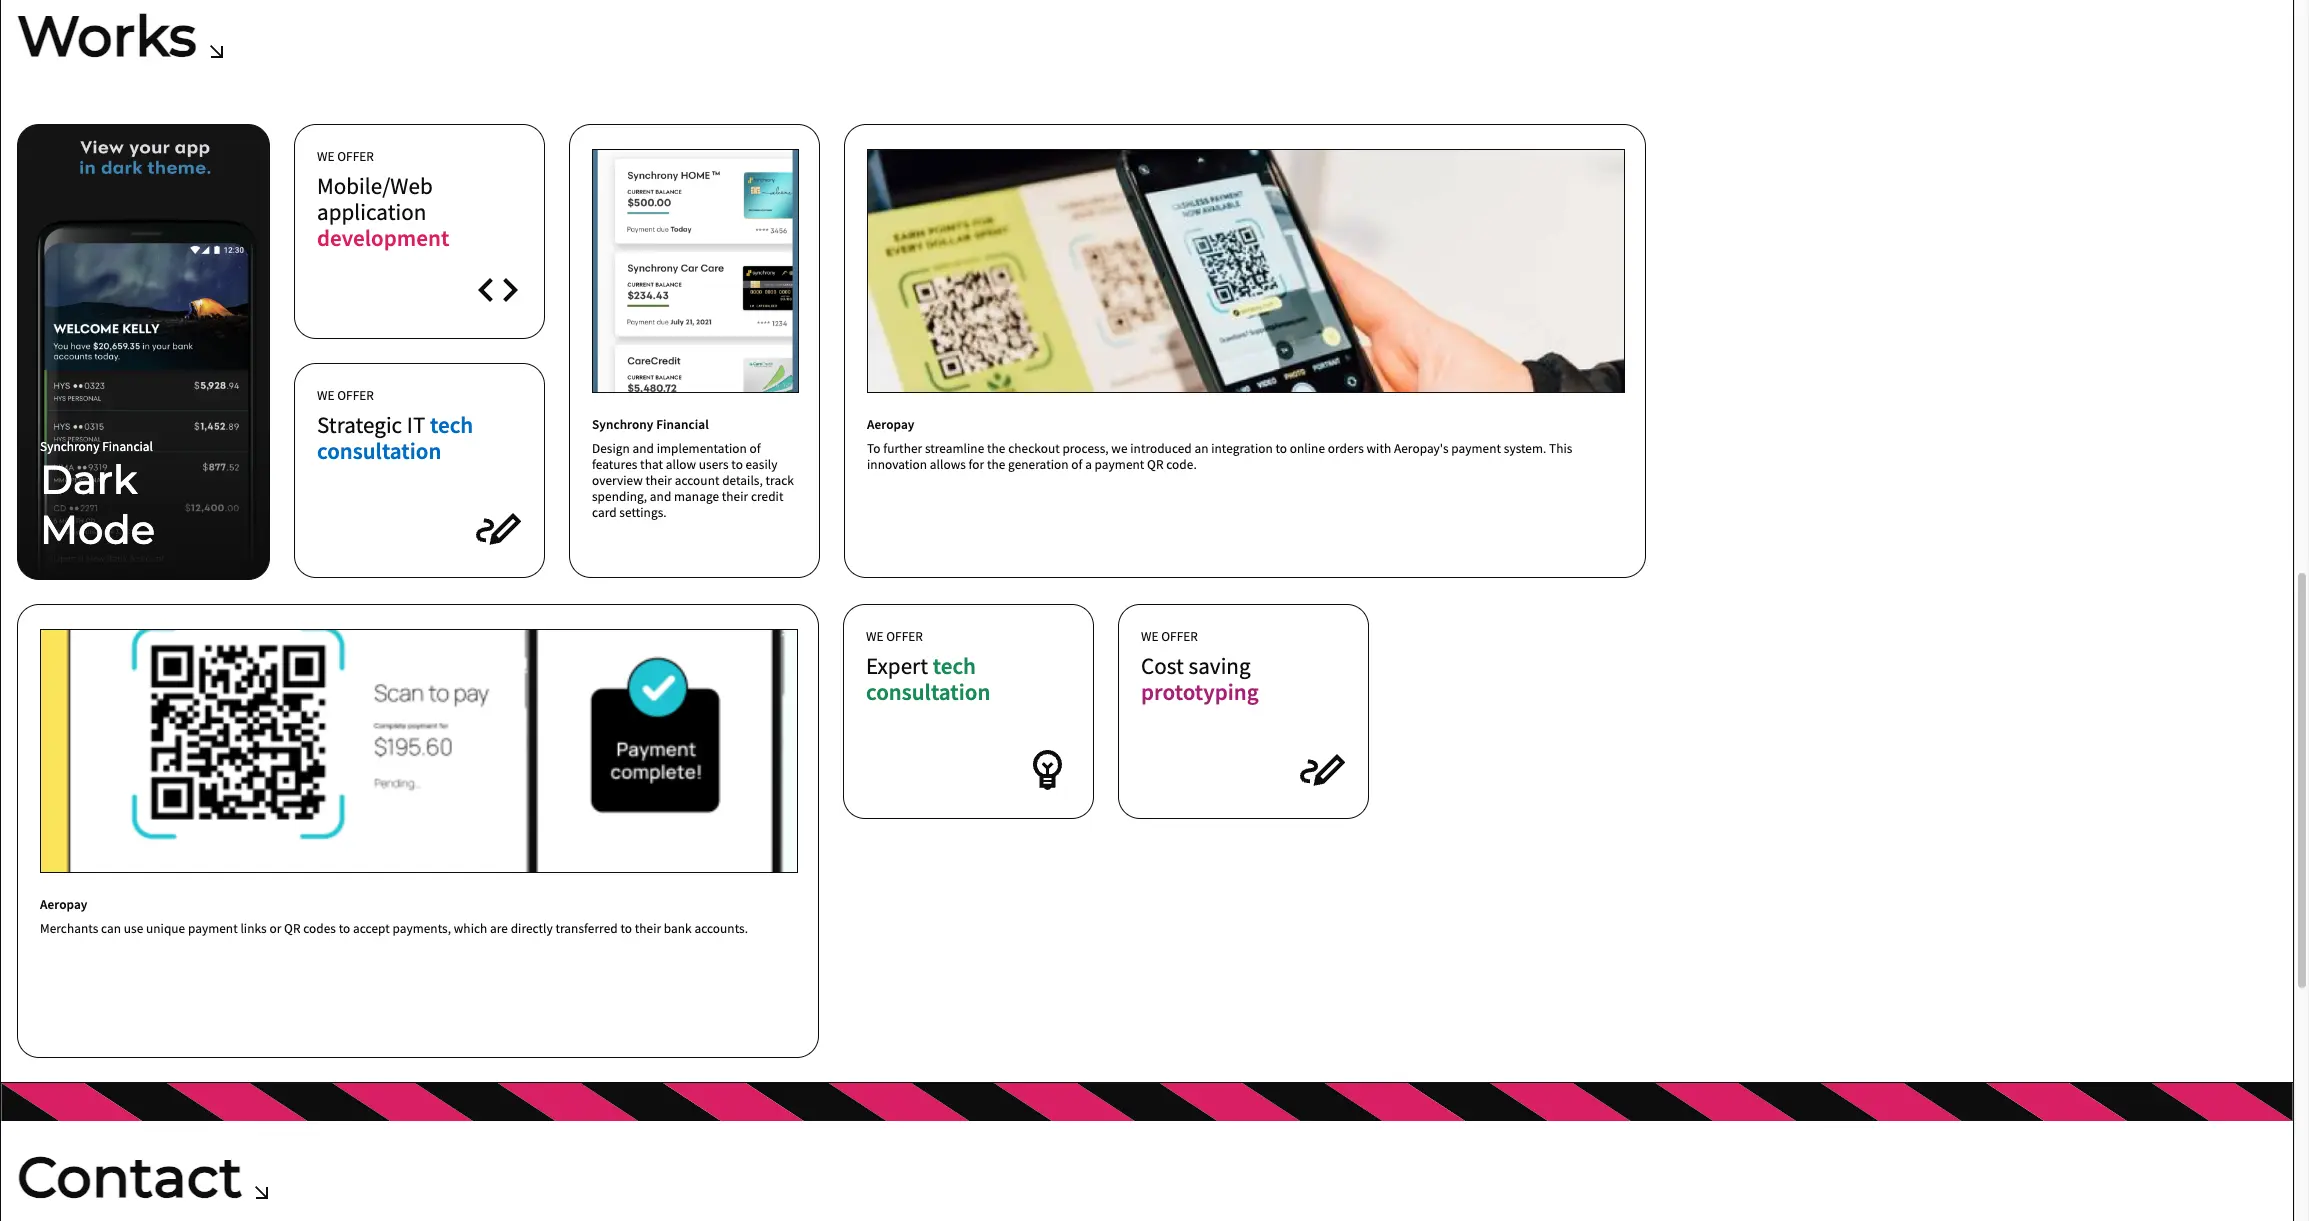 Works
View your app
in dark theme.
12:30
WELCOME KELLY
You have $20,659.35 in your bank
accounts today.
HYS ●●0323 $5,928.94
HYS PERSONAL
HYS ●●0315 $1,452.89
HYS PERSONAL
Synchrony Financial
●●9319 $877.52
Dark
CD ●●2271 $12,400.00
Mode
WE OFFER
Mobile/Web
application
development
WE OFFER
Strategic IT tech
consultation
Synchrony HOME™
CURRENT BALANCE
$500.00
Payment due Today **** 3456
Synchrony Car Care
synchrony
CURRENT BALANCE
$234.43
Payment due July 21, 2021 **** 1234
CareCredit
CURRENT BALANCE
$5,480.72
Synchrony Financial
Design and implementation of
features that allow users to easily
overview their account details, track
spending, and manage their credit
card settings.
EARN POINTS FOR
EVERY DOLLAR SPENT
CASHLESS PAYMENT
NOW AVAILABLE
VIDEO PHOTO PORTRAIT
Aeropay
To further streamline the checkout process, we introduced an integration to online orders with Aeropay's payment system. This
innovation allows for the generation of a payment QR code.
Scan to pay
Complete payment for
$195.60
Pending...
Payment
complete!
Aeropay
Merchants can use unique payment links or QR codes to accept payments, which are directly transferred to their bank accounts.
WE OFFER
Expert tech
consultation
WE OFFER
Cost saving
prototyping
Contact